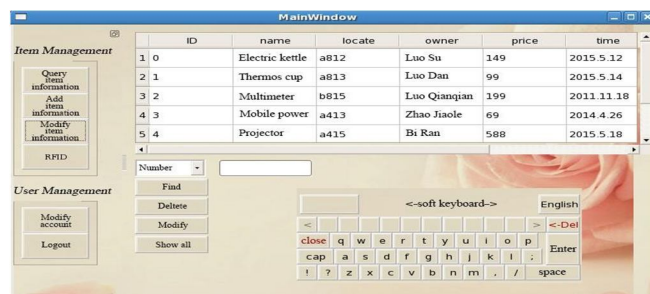 MainWindow
Item Management
Query
item
information
Add
item
information
Modify
item
information
RFID
User Management
Modify
account
Logout
ID name locate owner price time
1 0 Electric kettle a812 Luo Su 149 2015.5.12
2 1 Thermos cup a813 Luo Dan 99 2015.5.14
3 2 Multimeter b815 Luo Qianqian 199 2011.11.18
4 3 Mobile power a413 Zhao Jiaole 69 2014.4.26
5 4 Projector a415 Bi Ran 588 2015.5.18
Number
Find
Deltete
Modify
Show all
<-soft keyboard-> English
< > <-Del
close q w e r t y u i o p
Enter
cap a s d f g h j k l ;
! ? z x c v b n m . / space